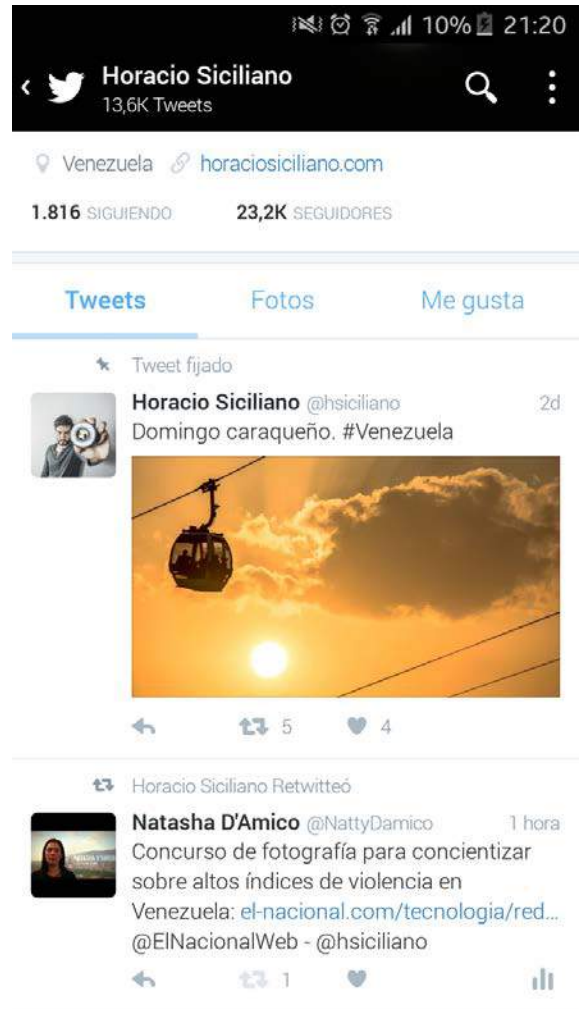 10% 21:20
Horacio Siciliano
13,6K Tweets
Venezuela horaciosiciliano.com
1.816 SIGUIENDO 23,2K SEGUIDORES
Tweets Fotos Me gusta
Tweet fijado
Horacio Siciliano @hsiciliano 2d
Domingo caraqueño. #Venezuela
5 4
Horacio Siciliano Retwitteó
Natasha D'Amico @NattyDamico 1 hora
Concurso de fotografía para concientizar
sobre altos índices de violencia en
Venezuela: el-nacional.com/tecnologia/red...
@ElNacionalWeb - @hsiciliano
1